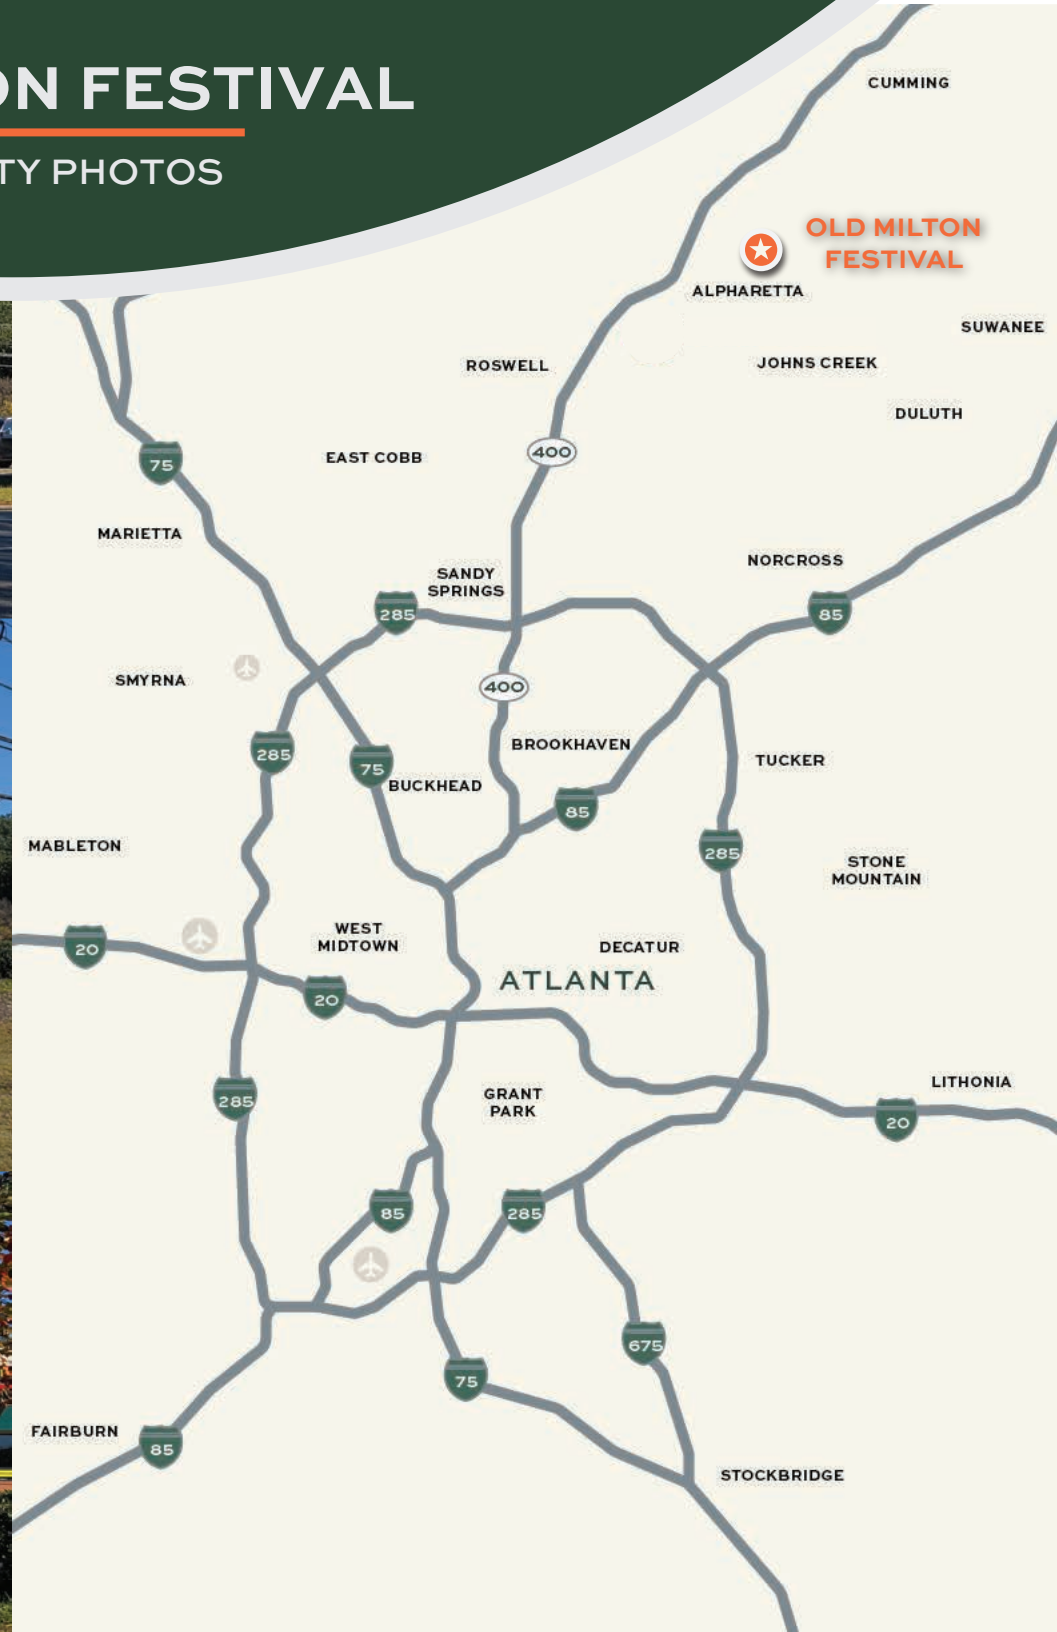 ON FESTIVAL
TY PHOTOS
CUMMING
OLD MILTON
FESTIVAL
ALPHARETTA
SUWANEE
ROSWELL
JOHNS CREEK
DULUTH
EAST COBB
400
75
MARIETTA
NORCROSS
SANDY
SPRINGS
285
85
SMYRNA
400
285
75
BROOKHAVEN
TUCKER
BUCKHEAD
85
MABLETON
285
STONE
MOUNTAIN
WEST
MIDTOWN
20
DECATUR
ATLANTA
20
LITHONIA
285
GRANT
PARK
20
85
285
675
75
FAIRBURN
85
STOCKBRIDGE